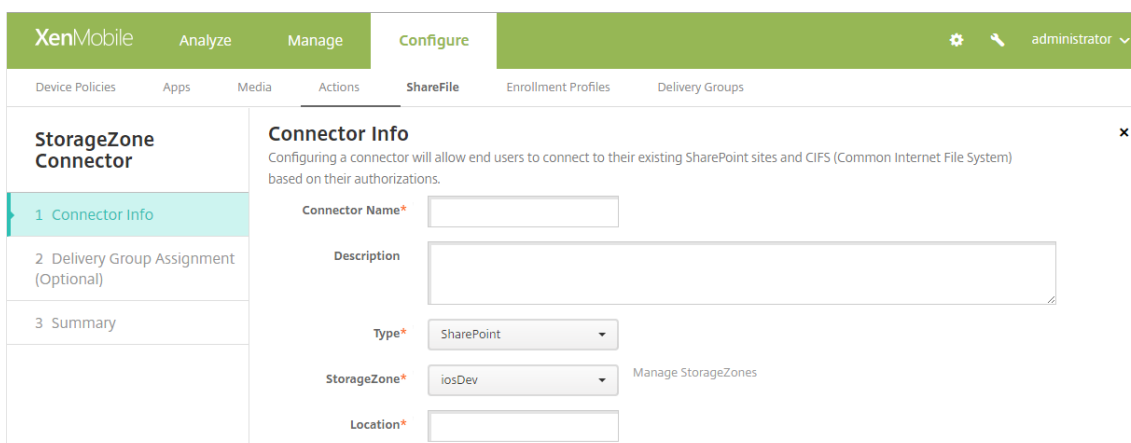 XenMobile Analyze Manage Configure administrator
Device Policies Apps Media Actions ShareFile Enrollment Profiles Delivery Groups
StorageZone
Connector
1 Connector Info
2 Delivery Group Assignment
(Optional)
3 Summary
Connector Info
Configuring a connector will allow end users to connect to their existing SharePoint sites and CIFS (Common Internet File System)
based on their authorizations.
Connector Name*
Description
Type* SharePoint
StorageZone* iosDev Manage StorageZones
Location*